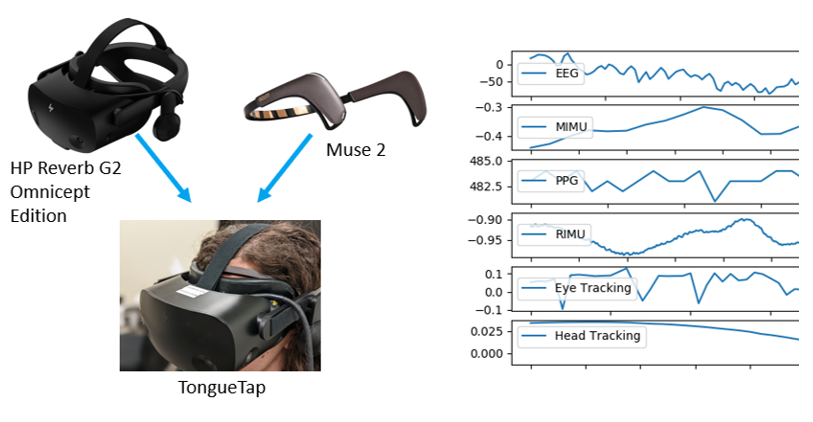 HP Reverb G2
Omnicept
Edition
Muse 2
TongueTap
0
−50
EEG
−0.3
−0.4
MIMU
485.0
482.5
PPG
−0.90
−0.95
RIMU
0.1
0.0
−0.1
Eye Tracking
0.025
0.000
Head Tracking